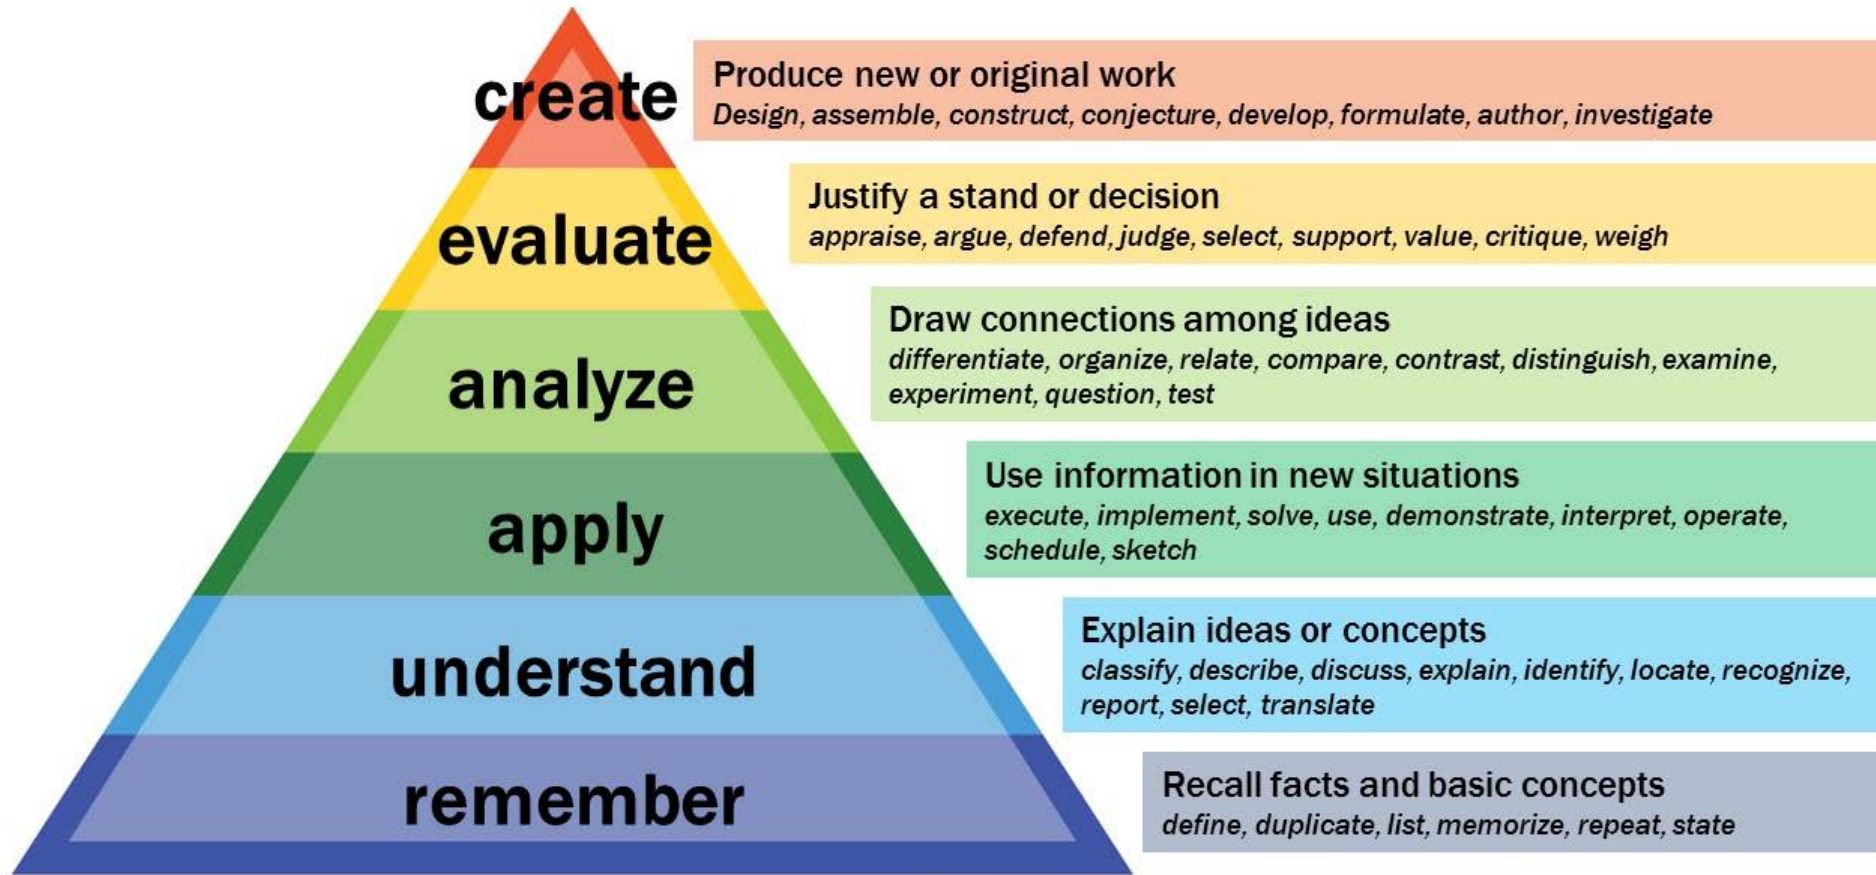 create
Produce new or original work
Design, assemble, construct, conjecture, develop, formulate, author, investigate
evaluate
Justify a stand or decision
appraise, argue, defend, judge, select, support, value, critique, weigh
analyze
Draw connections among ideas
differentiate, organize, relate, compare, contrast, distinguish, examine,
experiment, question, test
apply
Use information in new situations
execute, implement, solve, use, demonstrate, interpret, operate,
schedule, sketch
understand
Explain ideas or concepts
classify, describe, discuss, explain, identify, locate, recognize,
report, select, translate
remember
Recall facts and basic concepts
define, duplicate, list, memorize, repeat, state